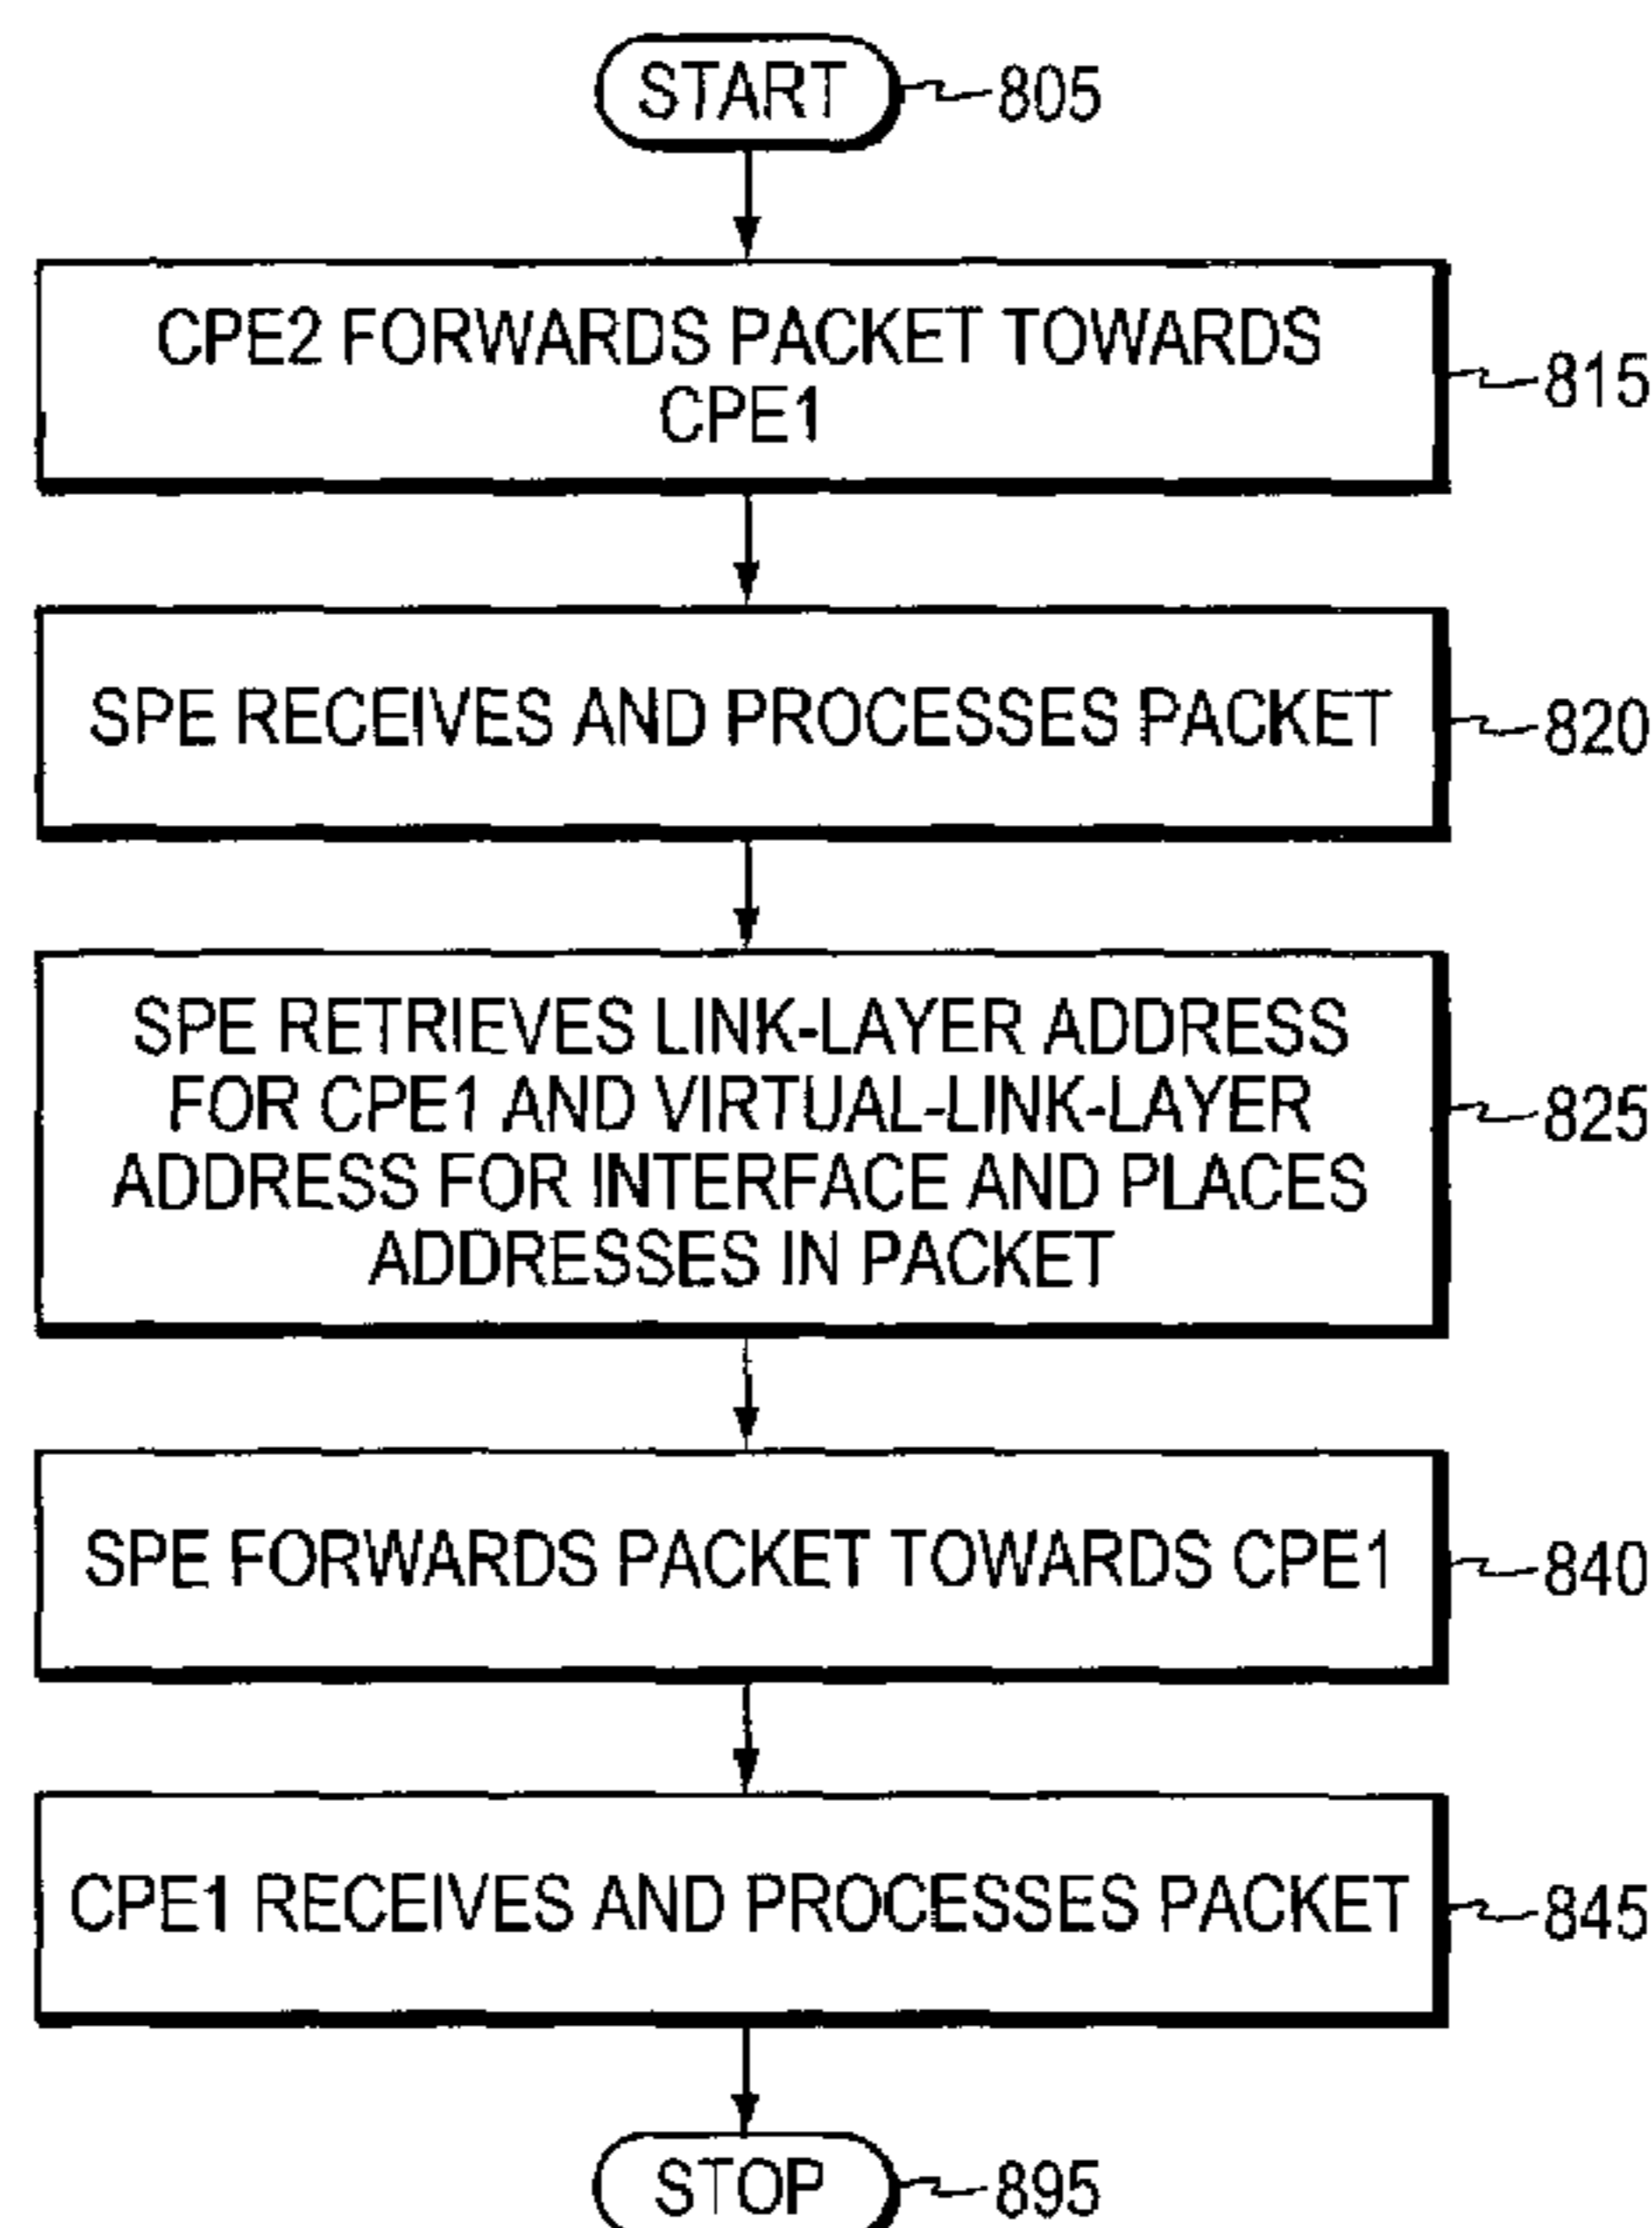 START
805
CPE2 FORWARDS PACKET TOWARDS
CPE1
815
SPE RECEIVES AND PROCESSES PACKET
820
SPE RETRIEVES LINK-LAYER ADDRESS
FOR CPE1 AND VIRTUAL-LINK-LAYER
ADDRESS FOR INTERFACE AND PLACES
ADDRESSES IN PACKET
825
SPE FORWARDS PACKET TOWARDS CPE1
840
CPE1 RECEIVES AND PROCESSES PACKET
845
STOP
895